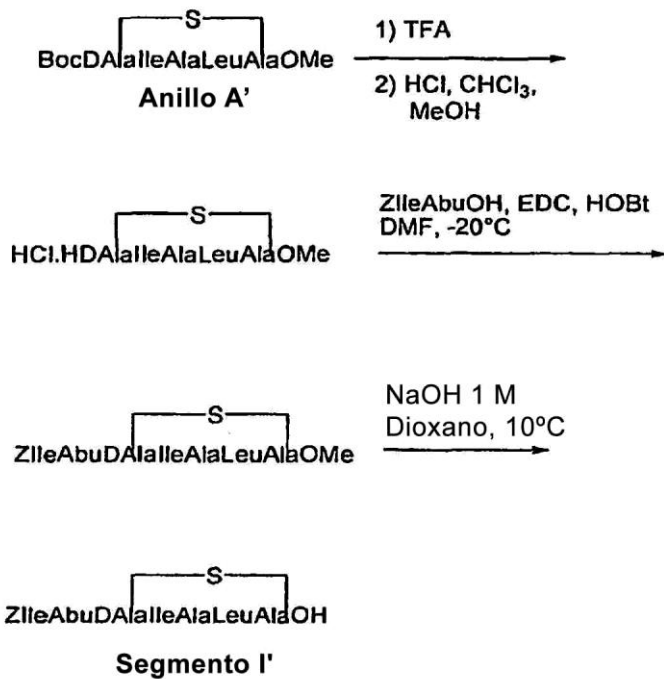 S
1) TFA
BocDAlaIleAlaLeuAlaOMe
2) HCl, CHCl₃,
MeOH
Anillo A'
S
ZIleAbuOH, EDC, HOBt
DMF, -20°C
HCl.HDAlaIleAlaLeuAlaOMe
S
NaOH 1 M
Dioxano, 10ºC
ZIleAbuDAlaIleAlaLeuAlaOMe
S
ZIleAbuDAlaIleAlaLeuAlaOH
Segmento I'